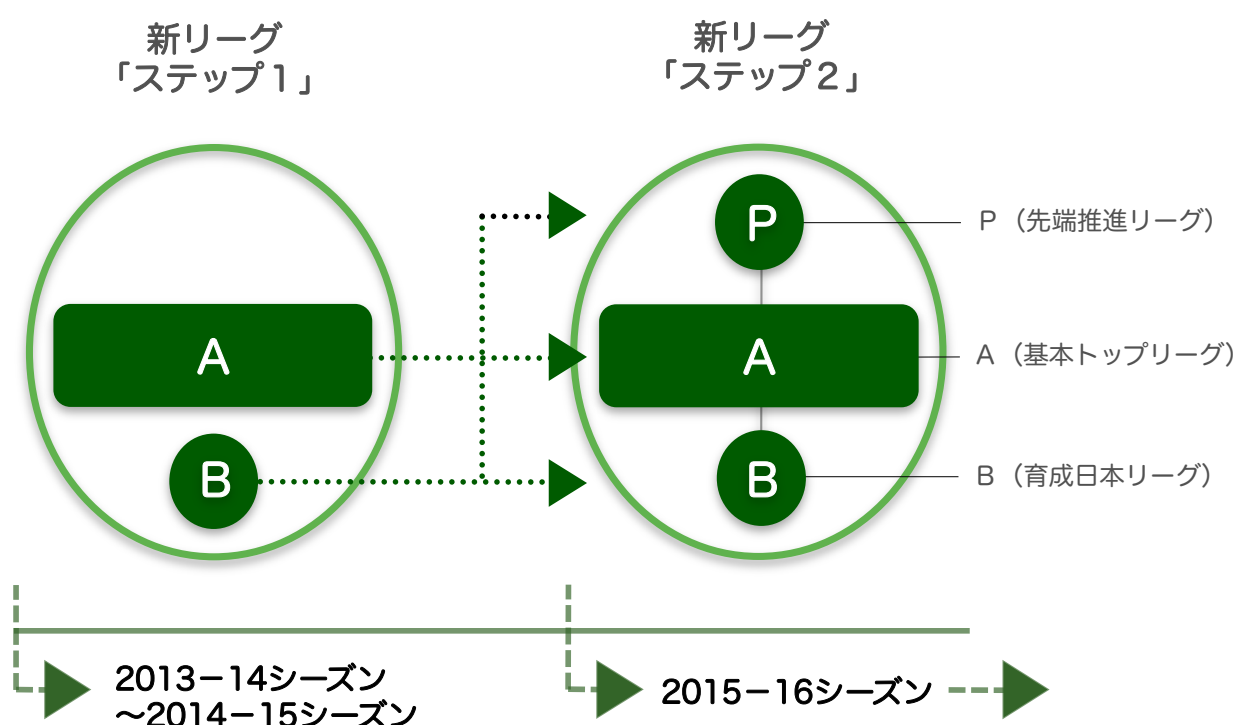 新リーグ
「ステップ１」
新リーグ
「ステップ２」
P
P（先端推進リーグ）
A
A
A（基本トップリーグ）
B
B
B（育成日本リーグ）
2013－14シーズン
～2014－15シーズン
2015－16シーズン